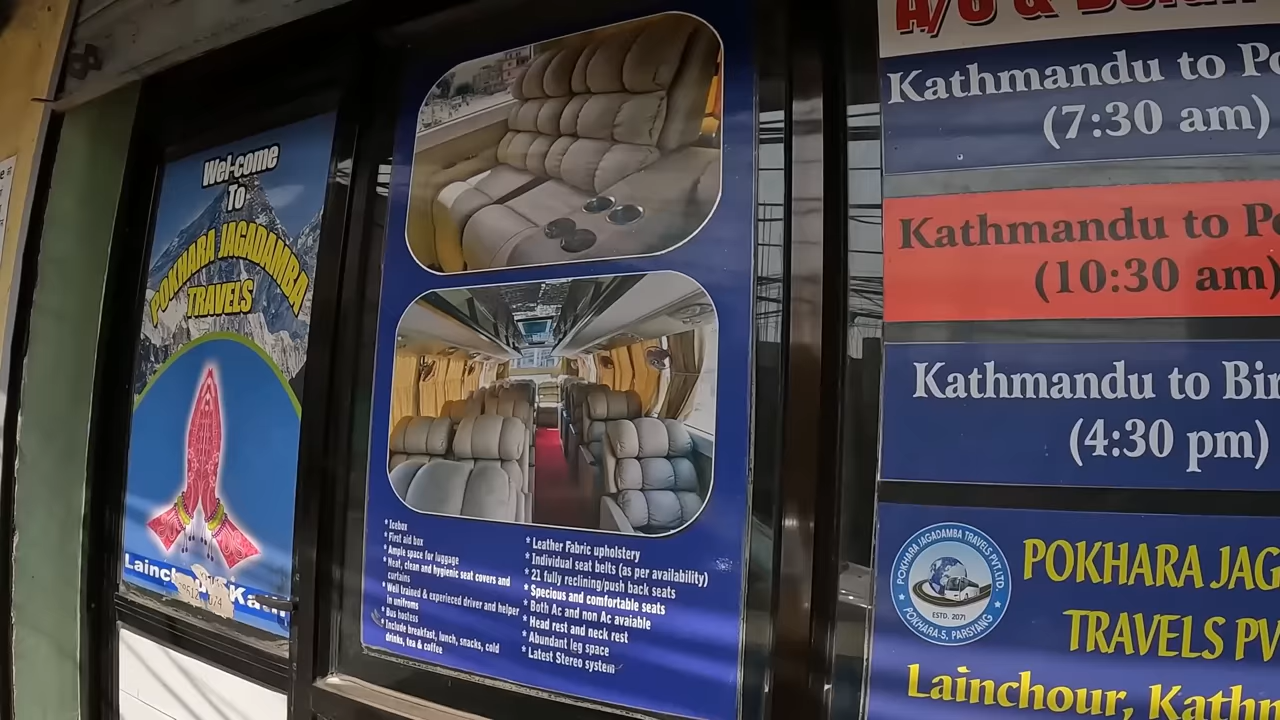 Wel-come
To
POKHARA JAGADAMBA
TRAVELS
* Icebox
* First aid box
* Ample space for luggage
* Neat, clean and hygienic seat covers and
curtains
* Well trained & experieced driver and helper
in unifroms
* Bus hostess
* Include breakfast, lunch, snacks, cold
drinks, tea & coffee
* Leather Fabric upholstery
* Individual seat belts (as per availability)
* 21 fully reclining/push back seats
* Specious and comfortable seats
* Both Ac and non Ac avaiable
* Head rest and neck rest
* Abundant leg space
* Latest Stereo system
A/C &
Kathmandu to Po
(7:30 am)
Kathmandu to Po
(10:30 am)
Kathmandu to Bir
(4:30 pm)
POKHARA JAGADAMBA TRAVELS PVT.LTD.
ESTD. 2071
POKHARA-5, PARSYANG
POKHARA JAG
TRAVELS PV
Lainchour, Kathm